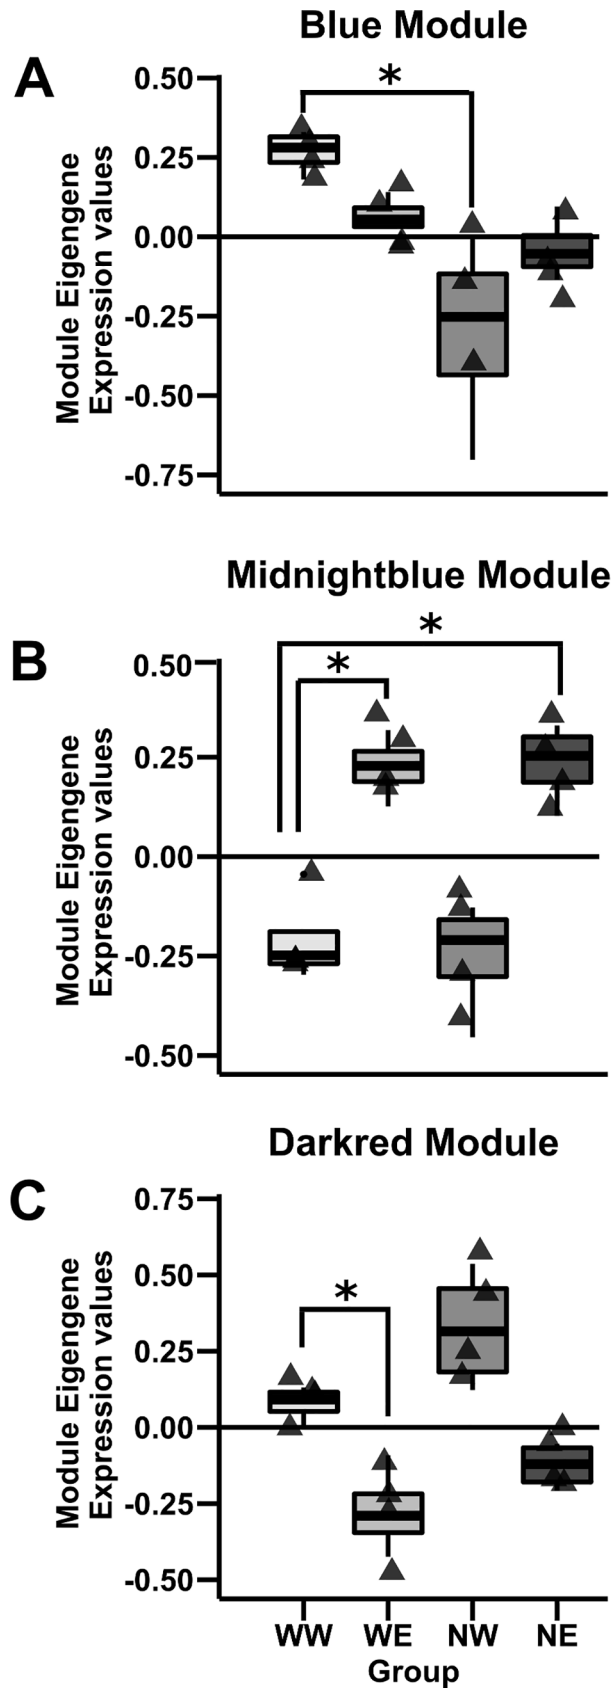 Blue Module
A
Module Eigengene
Expression values
0.50
0.25
0.00
-0.25
-0.50
-0.75
*
Midnightblue Module
B
Module Eigengene
Expression values
0.50
0.25
0.00
-0.25
-0.50
*
*
Darkred Module
C
Module Eigengene
Expression values
0.75
0.50
0.25
0.00
-0.25
-0.50
*
WW WE NW NE
Group